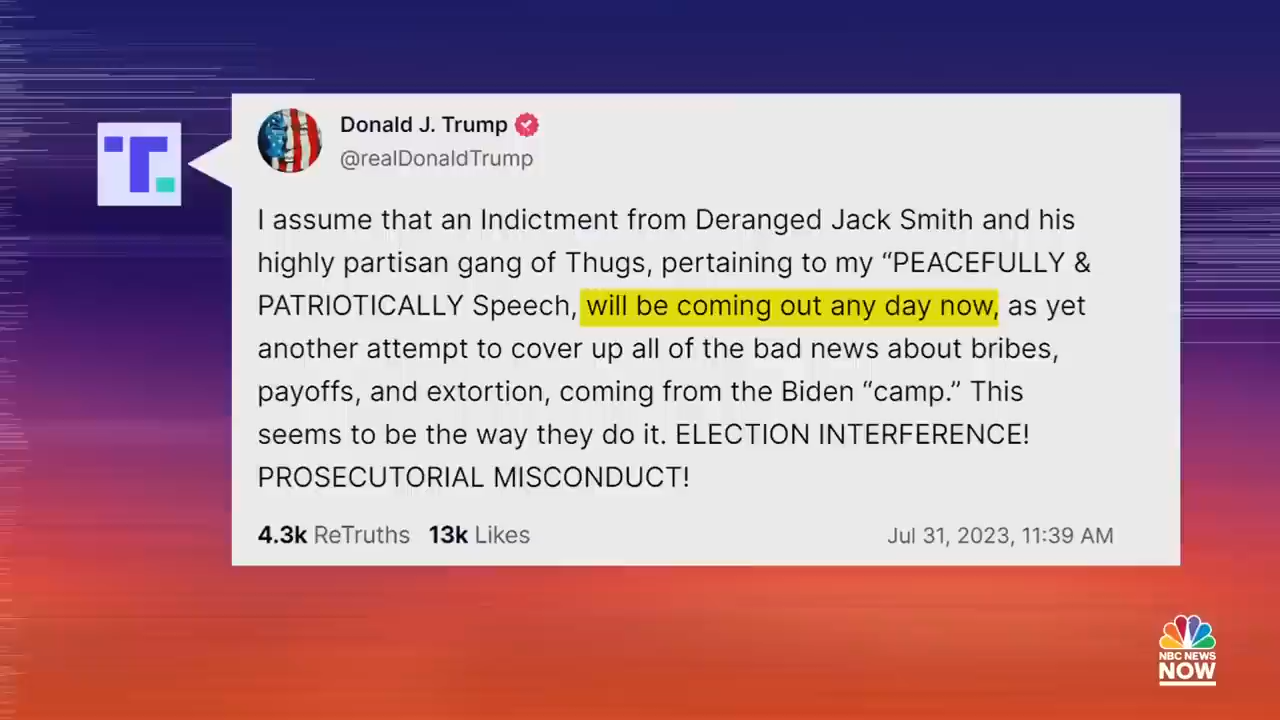 T.
Donald J. Trump
@realDonaldTrump
I assume that an Indictment from Deranged Jack Smith and his
highly partisan gang of Thugs, pertaining to my “PEACEFULLY &
PATRIOTICALLY Speech, will be coming out any day now, as yet
another attempt to cover up all of the bad news about bribes,
payoffs, and extortion, coming from the Biden “camp.” This
seems to be the way they do it. ELECTION INTERFERENCE!
PROSECUTORIAL MISCONDUCT!
4.3k ReTruths 13k Likes Jul 31, 2023, 11:39 AM
NBC NEWS
NOW